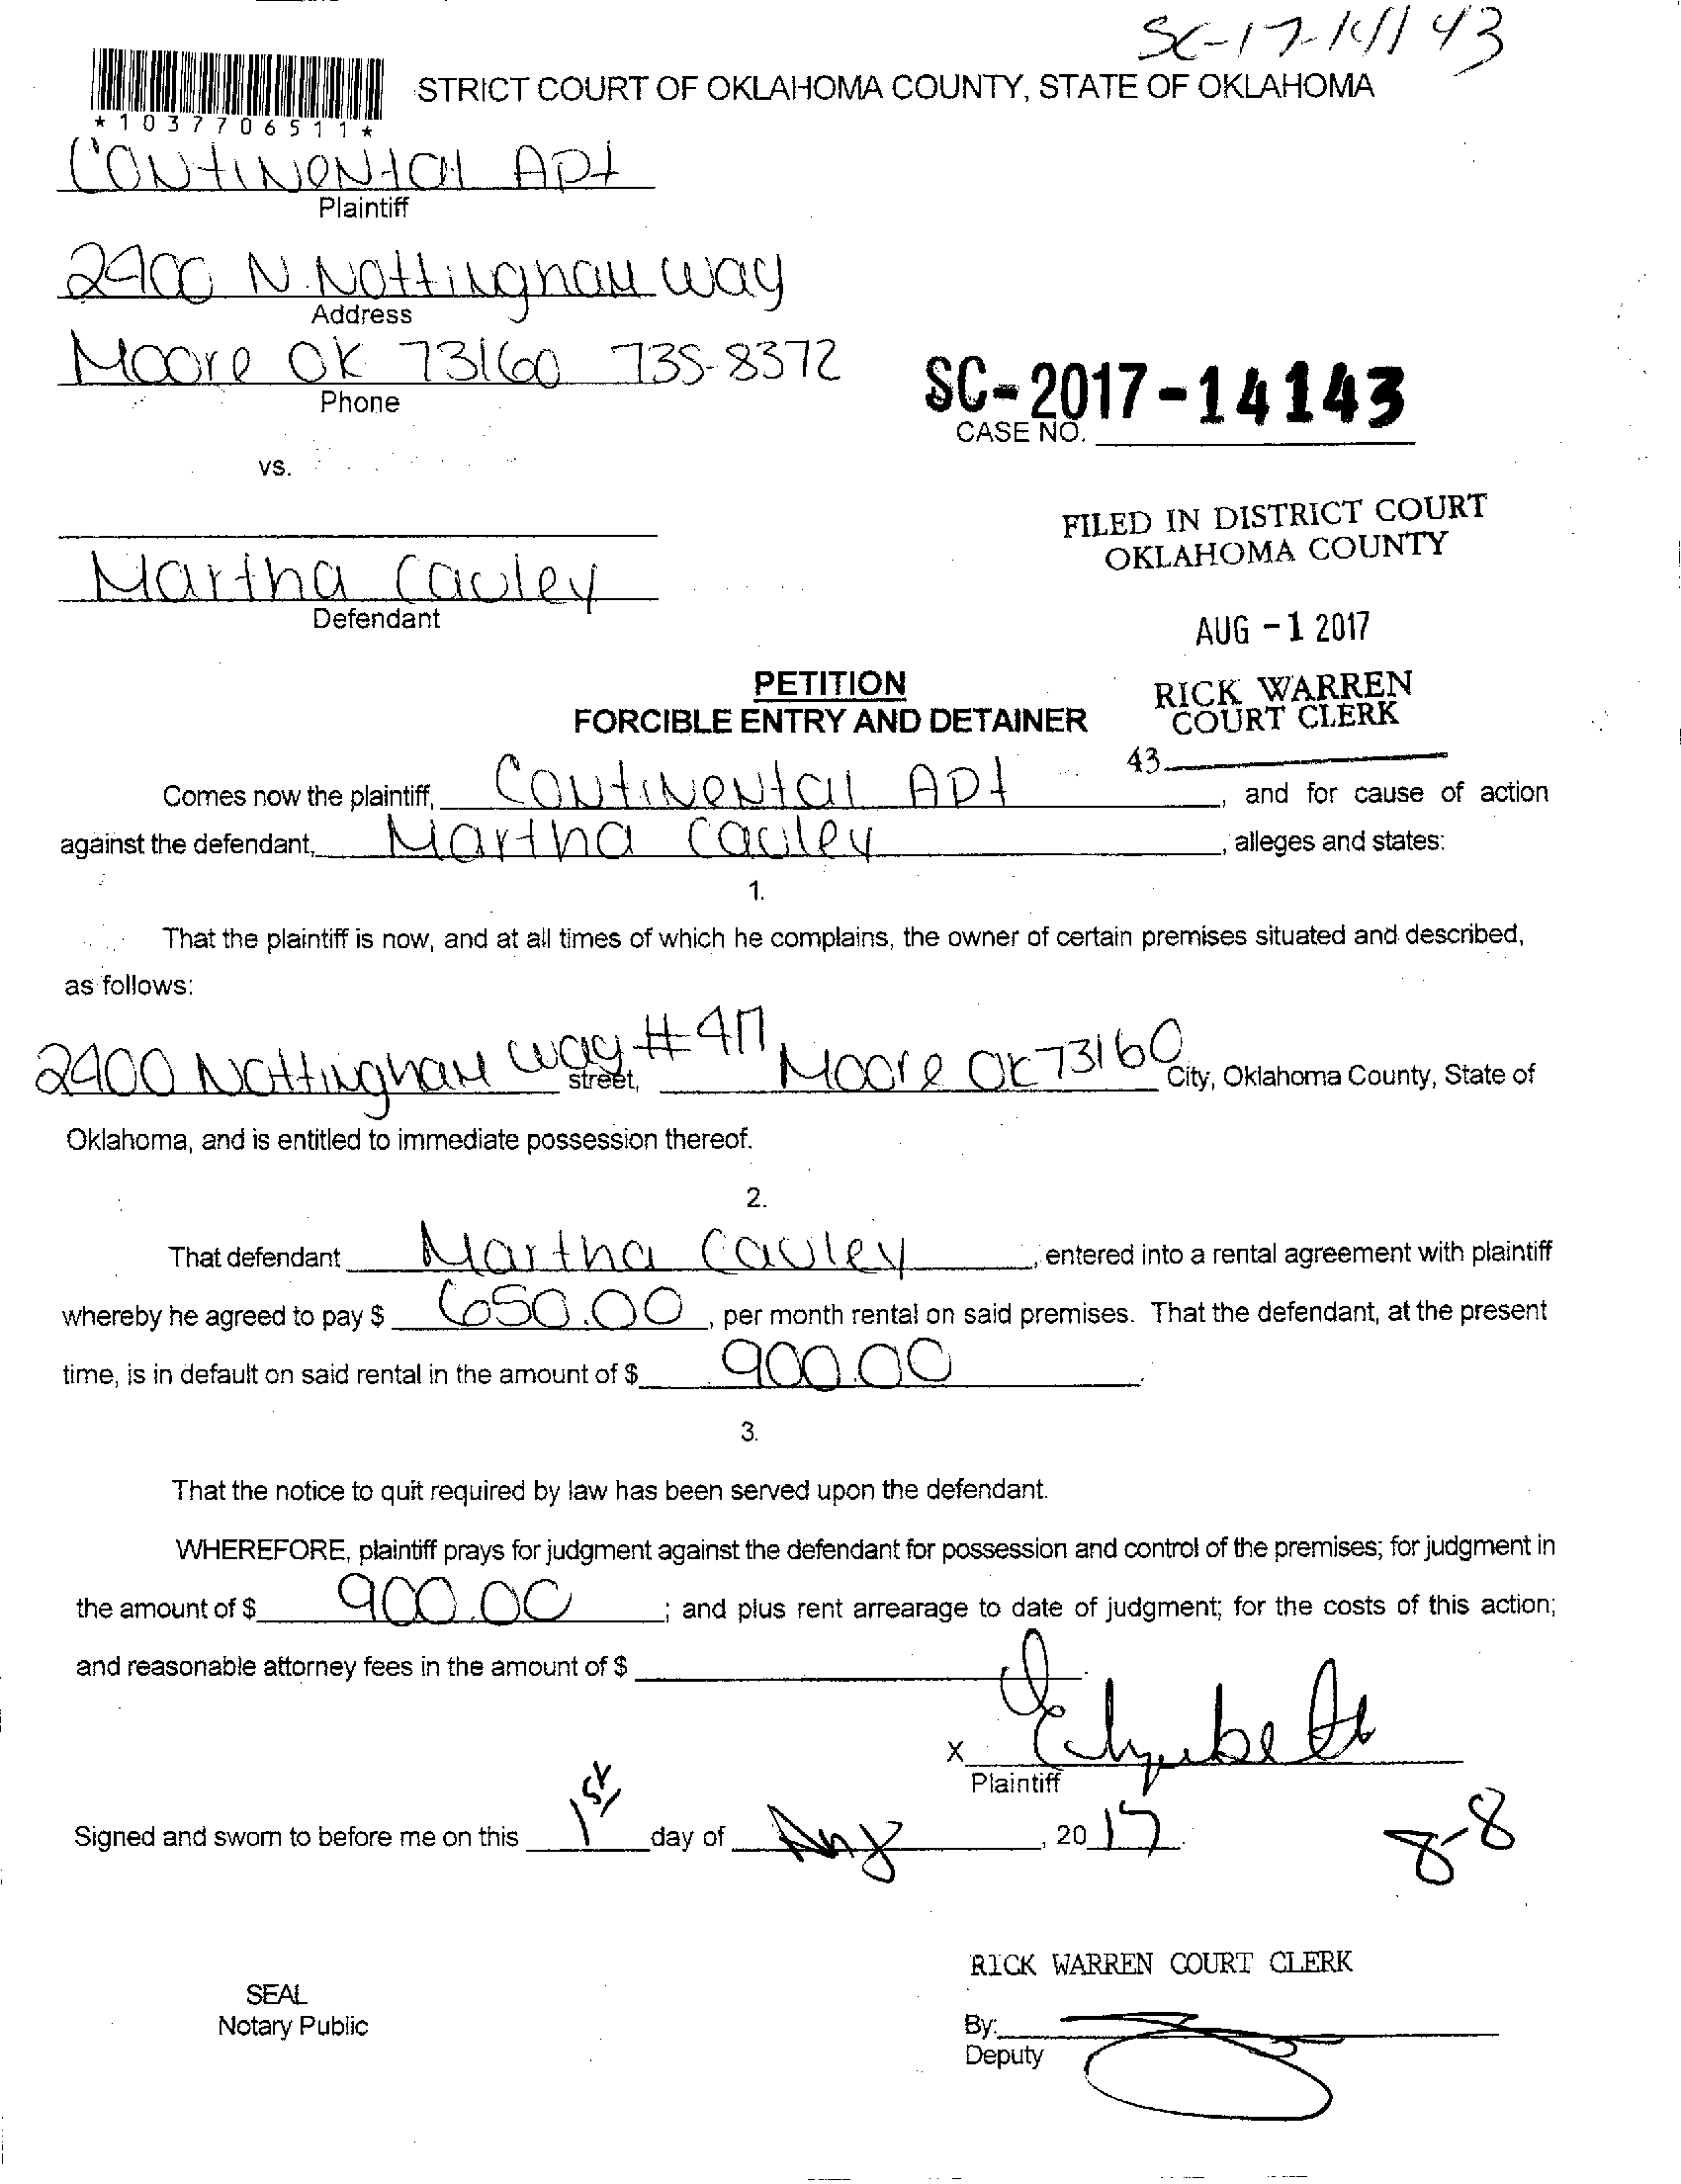 SC-17-14143
STRICT COURT OF OKLAHOMA COUNTY, STATE OF OKLAHOMA
*1037706511*
Continental Apt
Plaintiff
2900 N. Nottingham Way
Address
Moore OK 73160 735-8372
Phone
SC-2017-14143
CASE NO.
vs.
FILED IN DISTRICT COURT
OKLAHOMA COUNTY
Martha Cauley
Defendant
AUG -1 2017
PETITION
FORCIBLE ENTRY AND DETAINER
RICK WARREN
COURT CLERK
43
Comes now the plaintiff, Continental Apt, and for cause of action
against the defendant, Martha Cauley, alleges and states:
1.
That the plaintiff is now, and at all times of which he complains, the owner of certain premises situated and described,
as follows:
2900 Nottingham Way # street, Moore OK 73160 City, Oklahoma County, State of
Oklahoma, and is entitled to immediate possession thereof.
2.
That defendant Martha Cauley, entered into a rental agreement with plaintiff
whereby he agreed to pay $ 650.00, per month rental on said premises. That the defendant, at the present
time, is in default on said rental in the amount of $ 900.00.
3.
That the notice to quit required by law has been served upon the defendant.
WHEREFORE, plaintiff prays for judgment against the defendant for possession and control of the premises; for judgment in
the amount of $ 900.00; and plus rent arrearage to date of judgment; for the costs of this action;
and reasonable attorney fees in the amount of $
X
Plaintiff
Signed and sworn to before me on this 1st day of Aug, 2017.
8-8
RICK WARREN COURT CLERK
SEAL
Notary Public
By:
Deputy